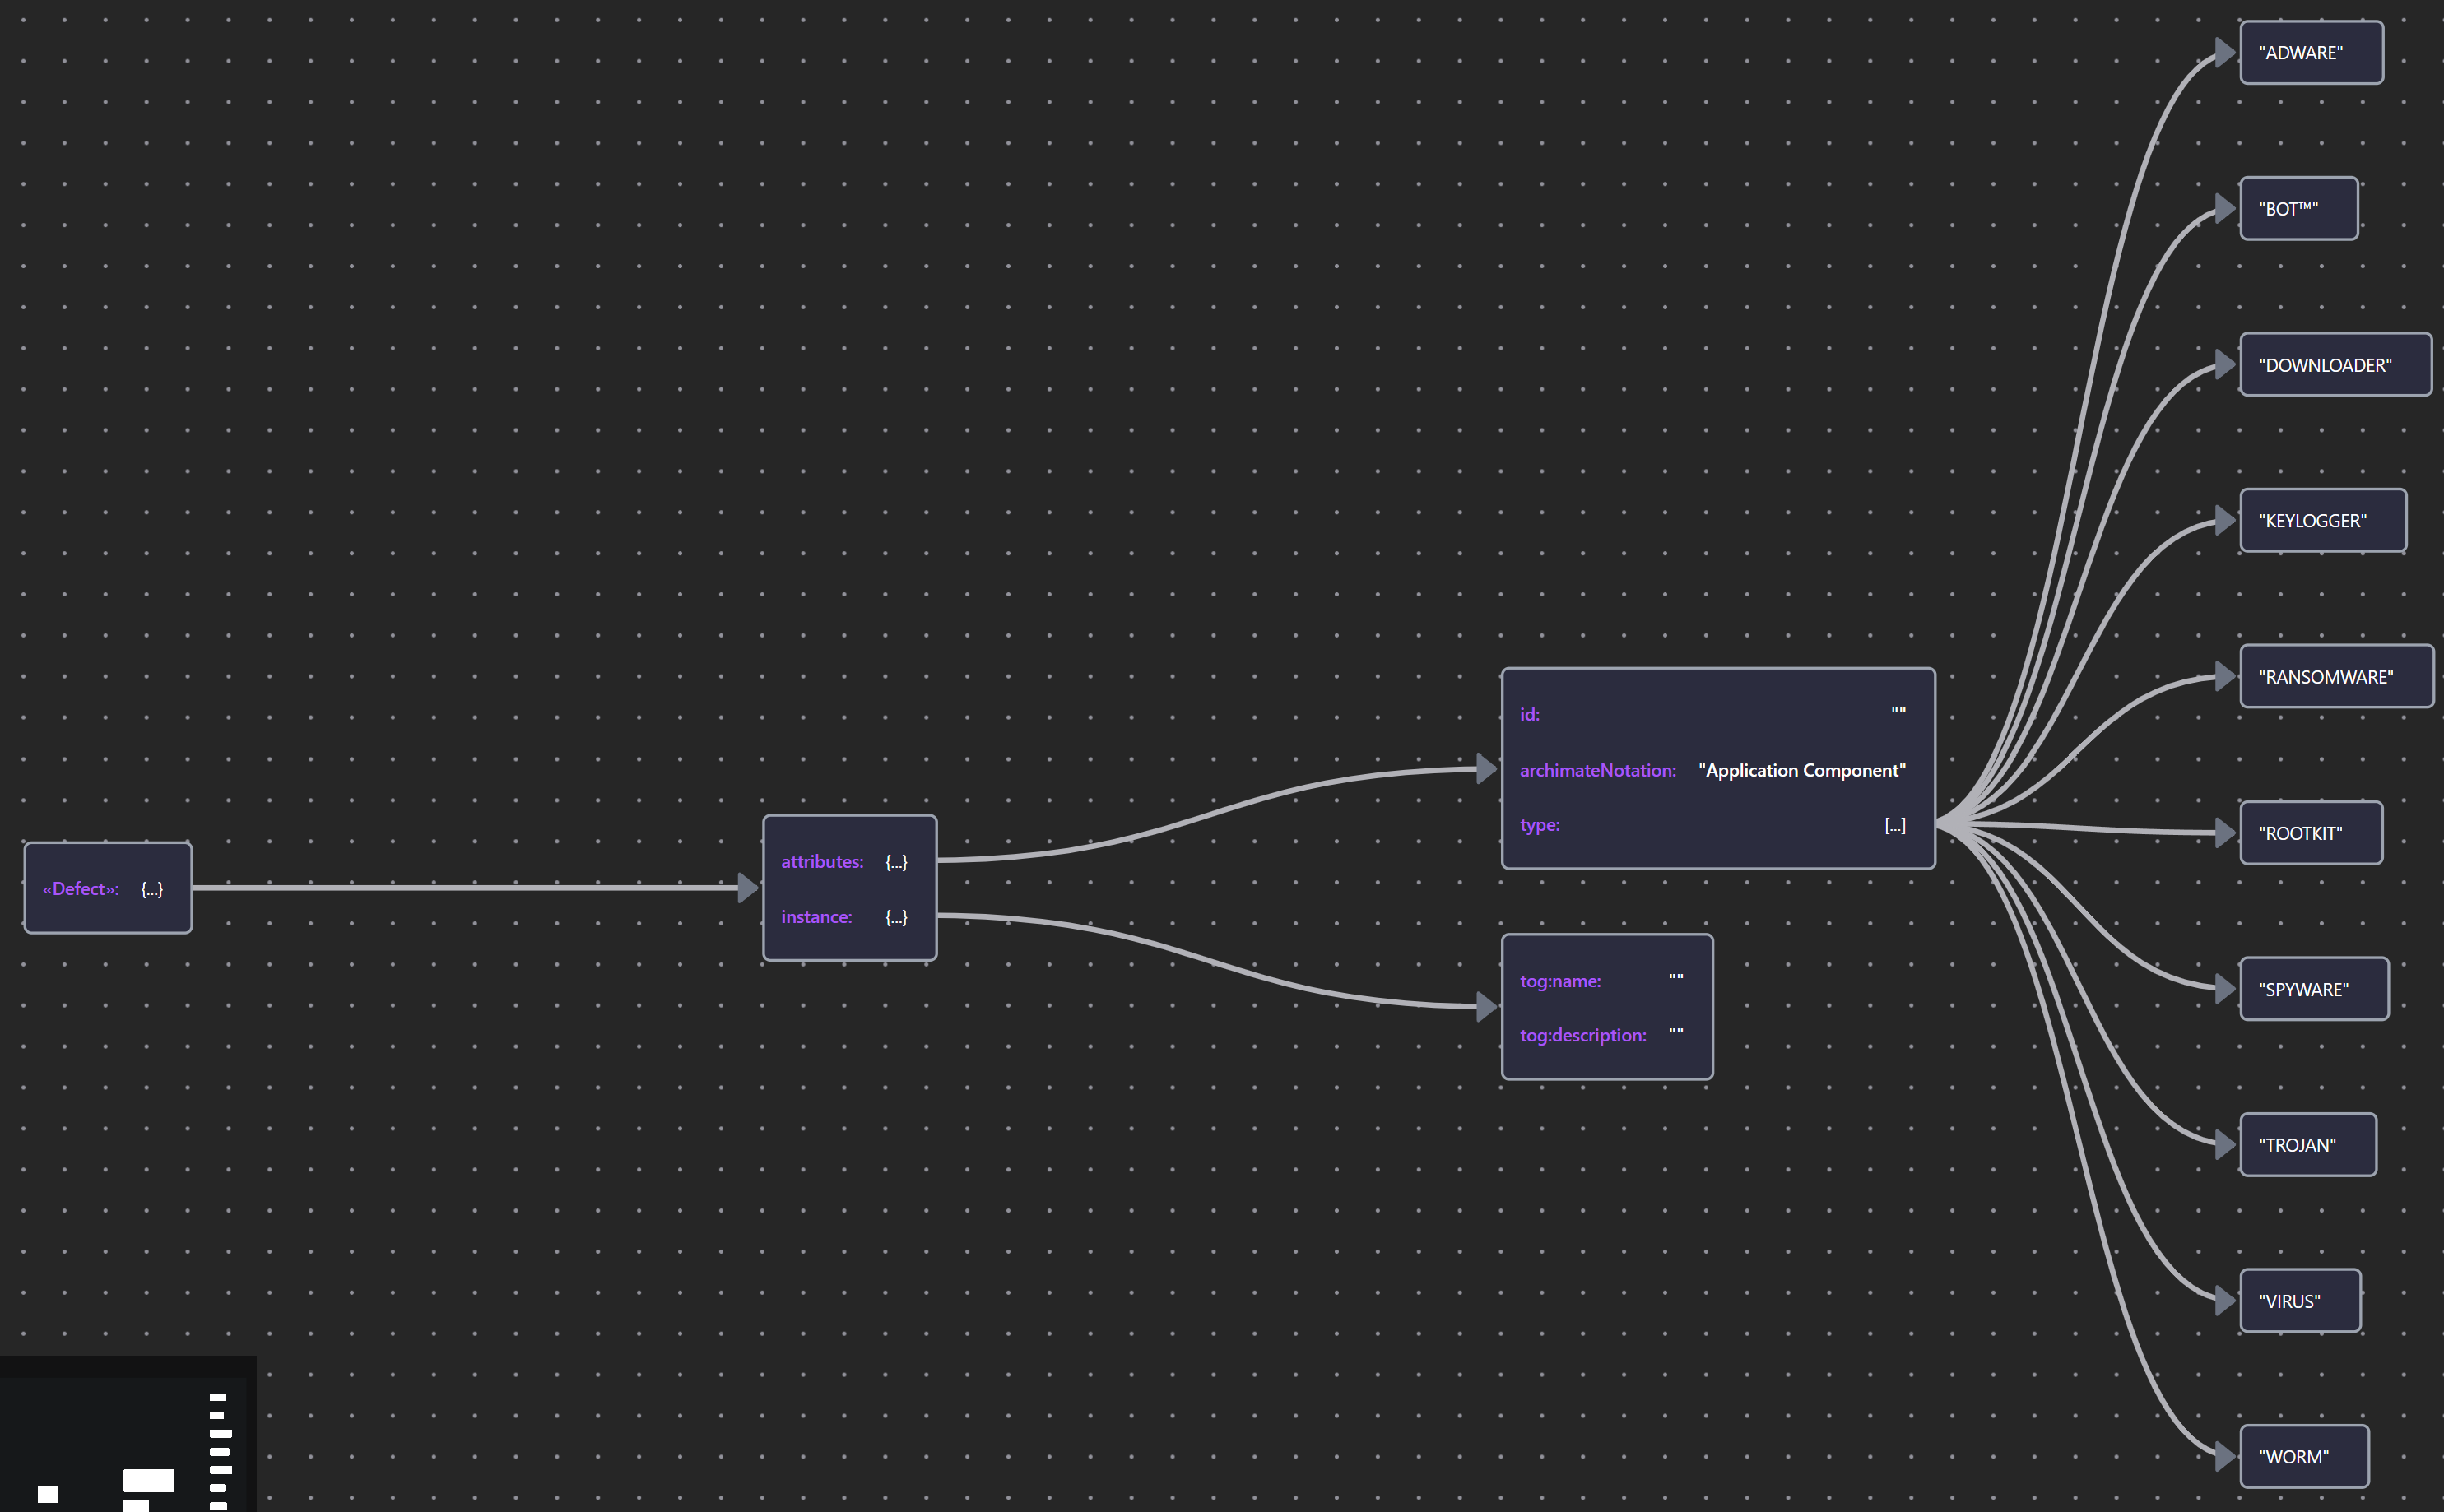 «Defect»: {...}
attributes: {...}
instance: {...}
id: ""
archimateNotation: "Application Component"
type: [...]
tog:name: ""
tog:description: ""
"ADWARE"
"BOT™"
"DOWNLOADER"
"KEYLOGGER"
"RANSOMWARE"
"ROOTKIT"
"SPYWARE"
"TROJAN"
"VIRUS"
"WORM"